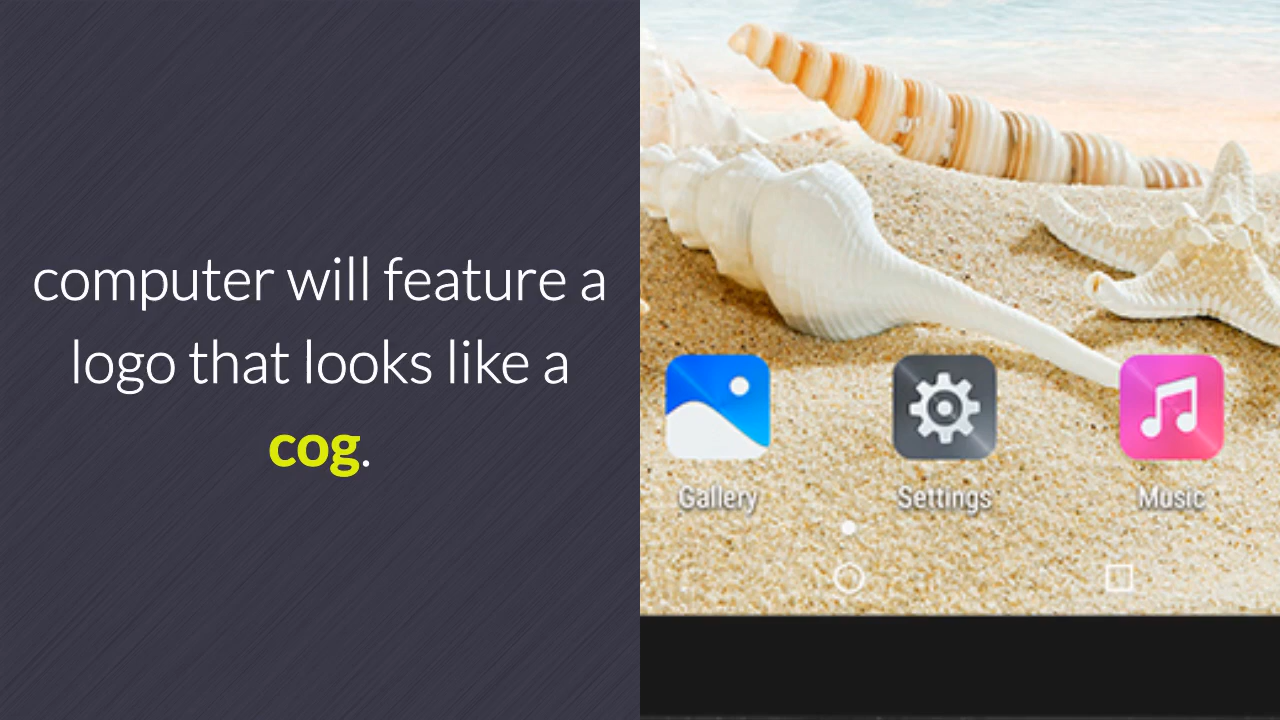 computer will feature a
logo that looks like a
cog.
Gallery
Settings
Music